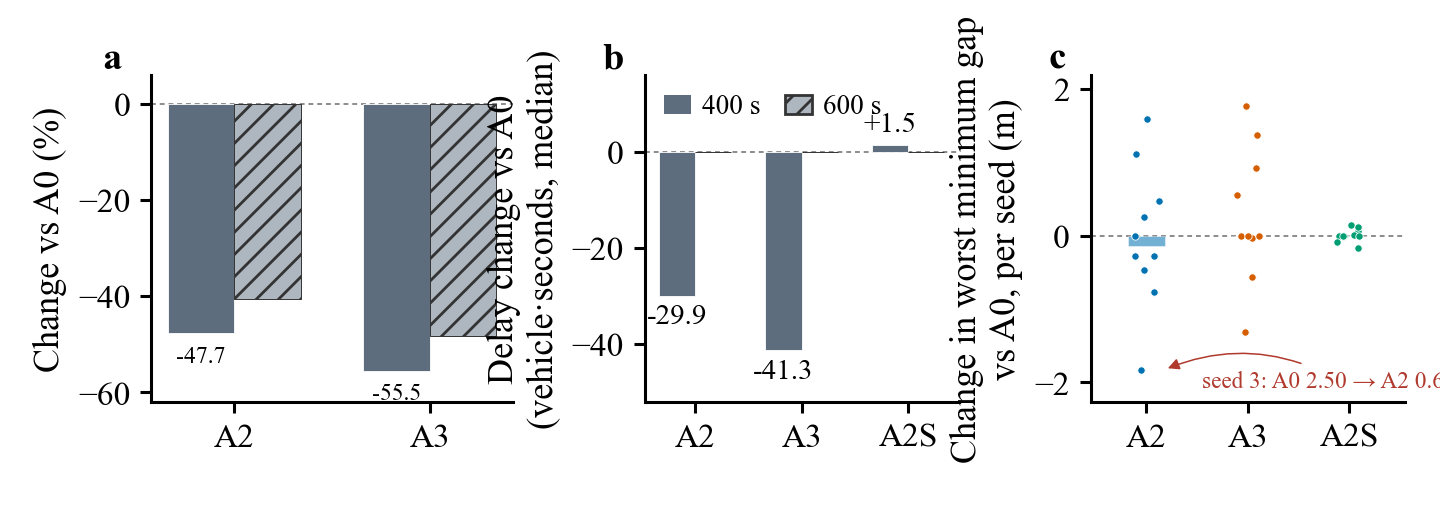 a
Change vs A0 (%)
0
−20
−40
−60
-47.7
-55.5
A2
A3
b
Delay change vs A0
(vehicle·seconds, median)
400 s
600 s
+1.5
0
−20
−40
-29.9
-41.3
A2
A3
A2S
c
Change in worst minimum gap
vs A0, per seed (m)
2
0
−2
seed 3: A0 2.50 → A2 0.6
A2
A3
A2S